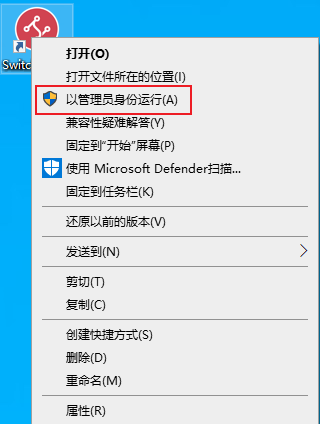 Switc
打开(O)
打开文件所在的位置(I)
以管理员身份运行(A)
兼容性疑难解答(Y)
固定到“开始”屏幕(P)
使用 Microsoft Defender扫描...
固定到任务栏(K)
还原以前的版本(V)
发送到(N)
剪切(T)
复制(C)
创建快捷方式(S)
删除(D)
重命名(M)
属性(R)